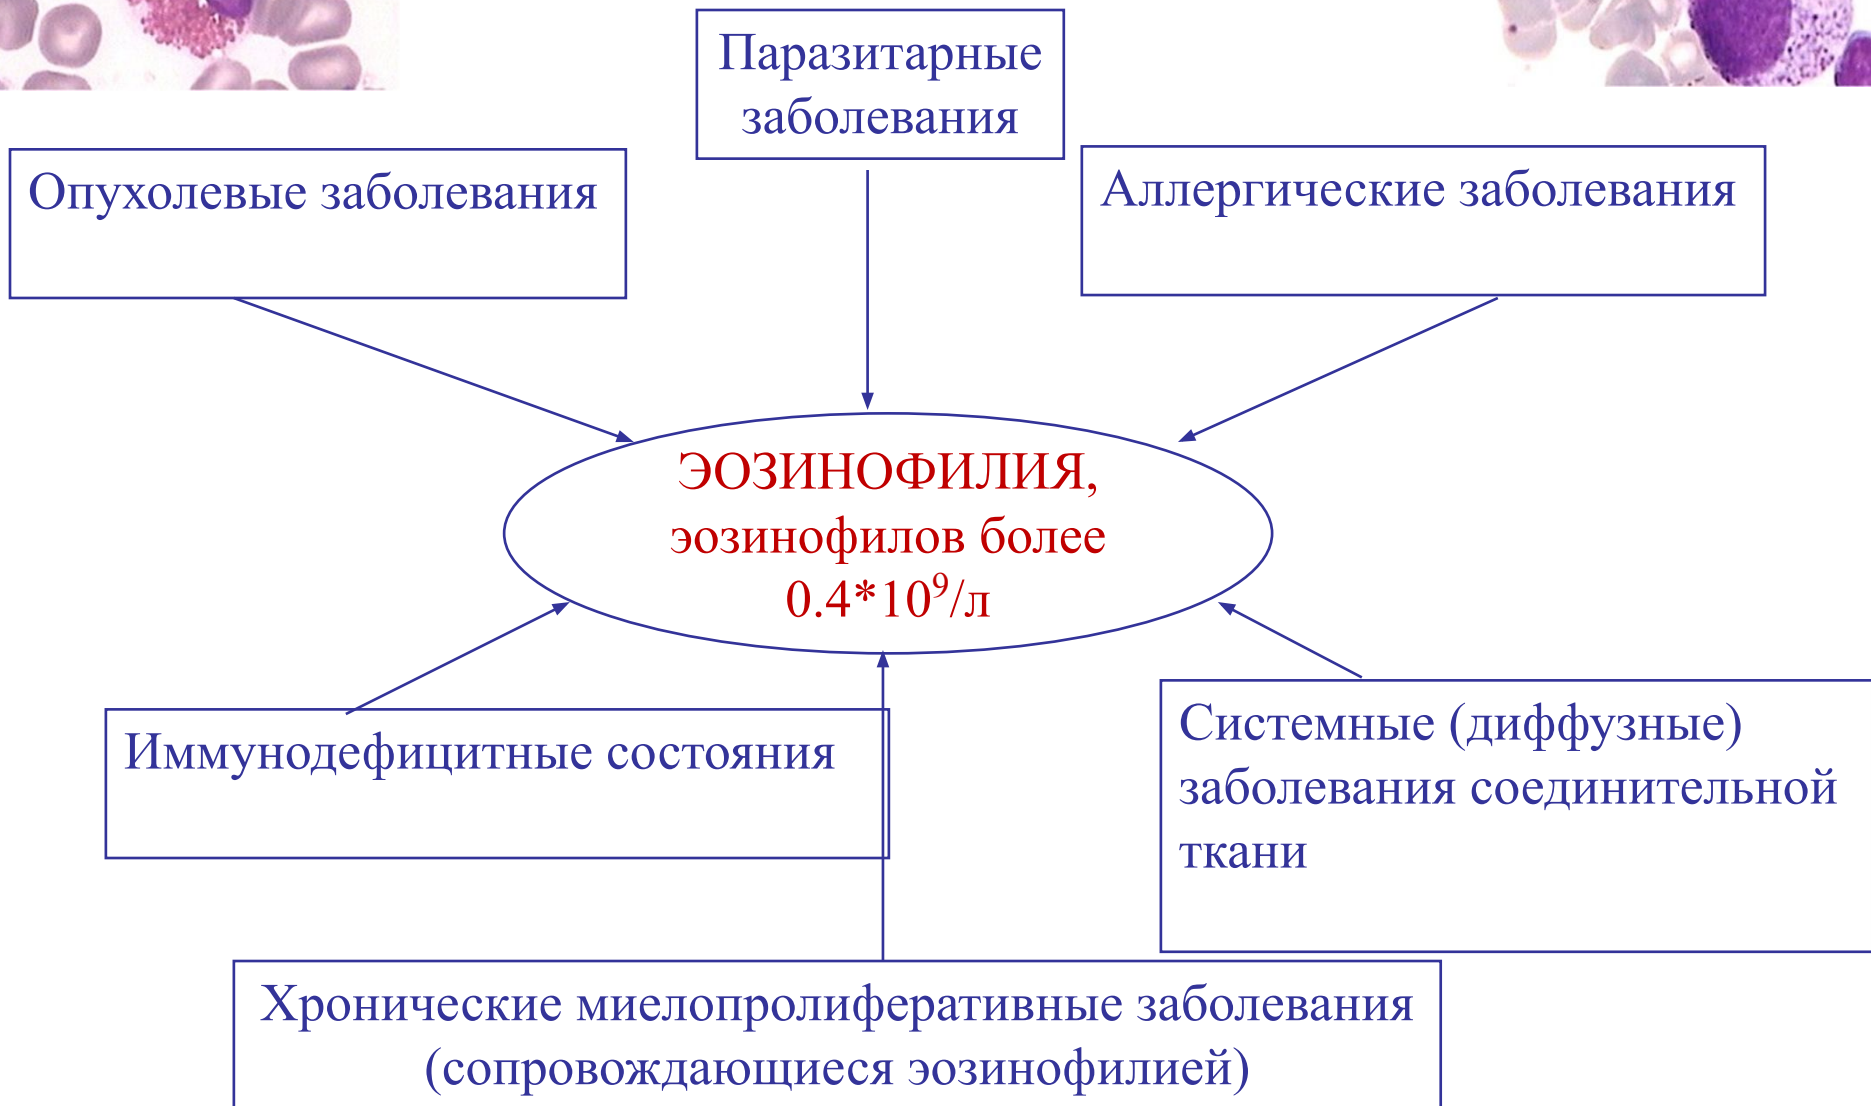 Паразитарные
заболевания
Опухолевые заболевания
Аллергические заболевания
ЭОЗИНОФИЛИЯ,
эозинофилов более
0.4*10⁹/л
Иммунодефицитные состояния
Системные (диффузные)
заболевания соединительной
ткани
Хронические миелопролиферативные заболевания
(сопровождающиеся эозинофилией)